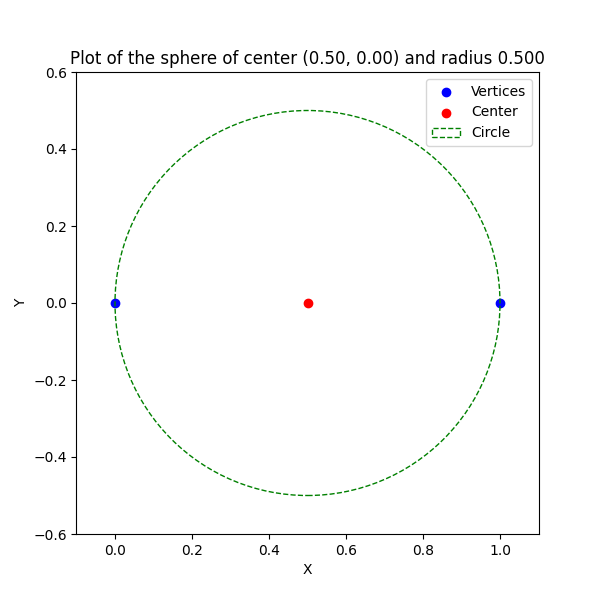 Plot of the sphere of center (0.50, 0.00) and radius 0.500
Vertices
Center
Circle
0.6
0.4
0.2
0.0
−0.2
−0.4
−0.6
Y
0.0 0.2 0.4 0.6 0.8 1.0
X